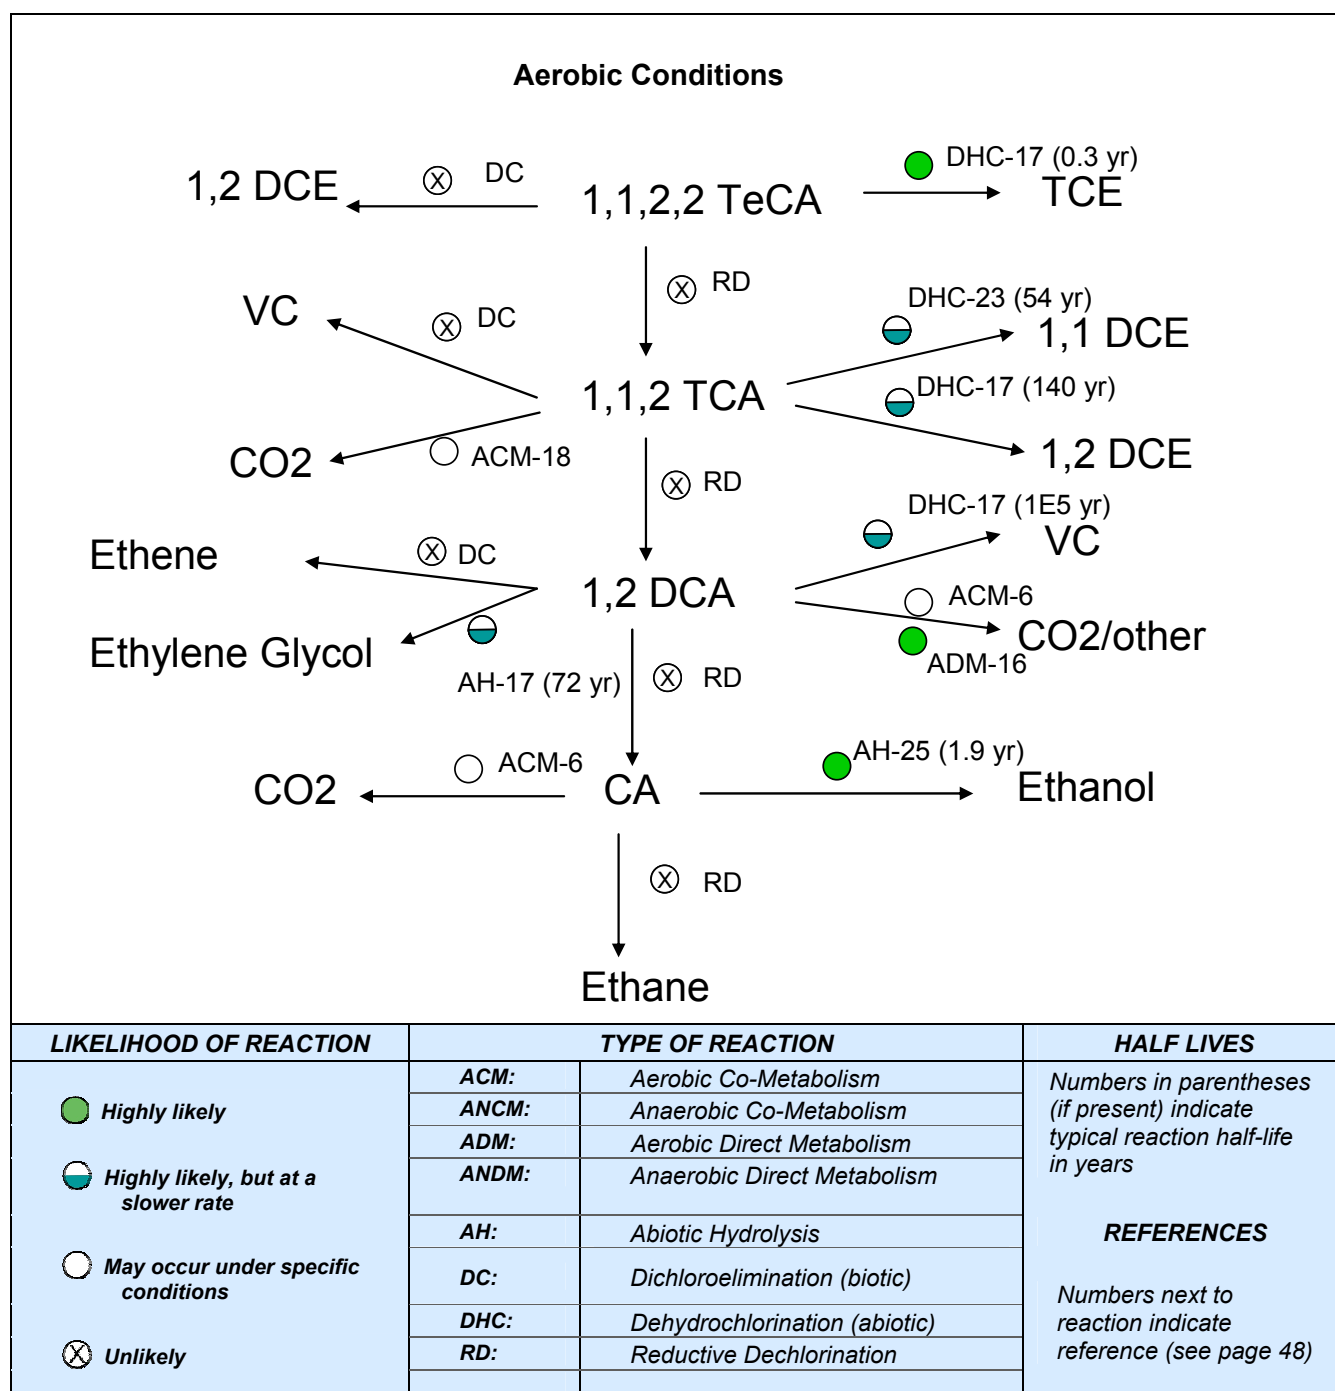 Aerobic Conditions
1,2 DCE
X
DC
1,1,2,2 TeCA
DHC-17 (0.3 yr)
TCE
X
RD
VC
X
DC
DHC-23 (54 yr)
1,1 DCE
1,1,2 TCA
DHC-17 (140 yr)
1,2 DCE
CO2
ACM-18
X
RD
DHC-17 (1E5 yr)
VC
Ethene
X
DC
1,2 DCA
ACM-6
CO2/other
ADM-16
Ethylene Glycol
AH-17 (72 yr)
X
RD
CO2
ACM-6
CA
AH-25 (1.9 yr)
Ethanol
X
RD
Ethane
LIKELIHOOD OF REACTION
Highly likely
Highly likely, but at a
slower rate
May occur under specific
conditions
X
Unlikely
TYPE OF REACTION
ACM: Aerobic Co-Metabolism
ANCM: Anaerobic Co-Metabolism
ADM: Aerobic Direct Metabolism
ANDM: Anaerobic Direct Metabolism
AH: Abiotic Hydrolysis
DC: Dichloroelimination (biotic)
DHC: Dehydrochlorination (abiotic)
RD: Reductive Dechlorination
HALF LIVES
Numbers in parentheses
(if present) indicate
typical reaction half-life
in years
REFERENCES
Numbers next to
reaction indicate
reference (see page 48)